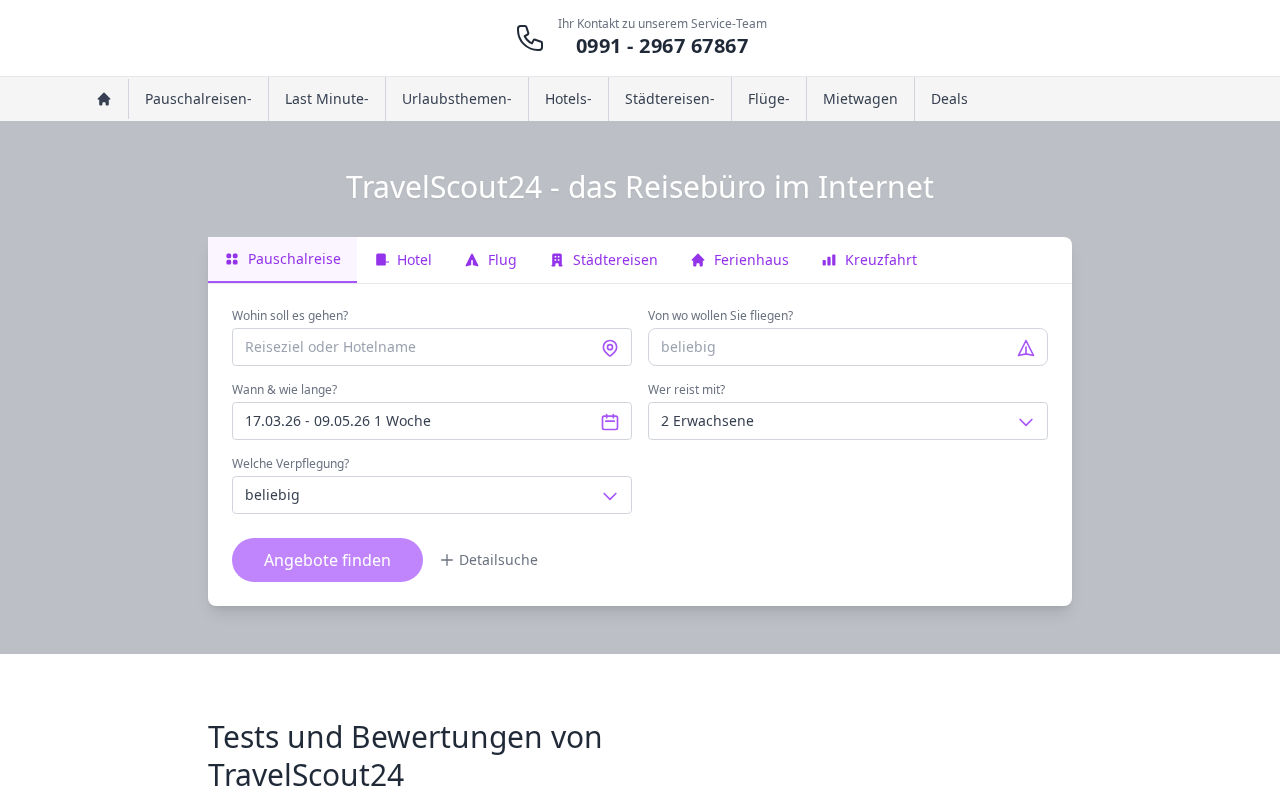 Ihr Kontakt zu unserem Service-Team
0991 - 2967 67867
Pauschalreisen-
Last Minute-
Urlaubsthemen-
Hotels-
Städtereisen-
Flüge-
Mietwagen
Deals
TravelScout24 - das Reisebüro im Internet
Pauschalreise
Hotel
Flug
Städtereisen
Ferienhaus
Kreuzfahrt
Wohin soll es gehen?
Reiseziel oder Hotelname
Von wo wollen Sie fliegen?
beliebig
Wann & wie lange?
17.03.26 - 09.05.26 1 Woche
Wer reist mit?
2 Erwachsene
Welche Verpflegung?
beliebig
Angebote finden
Detailsuche
Tests und Bewertungen von
TravelScout24